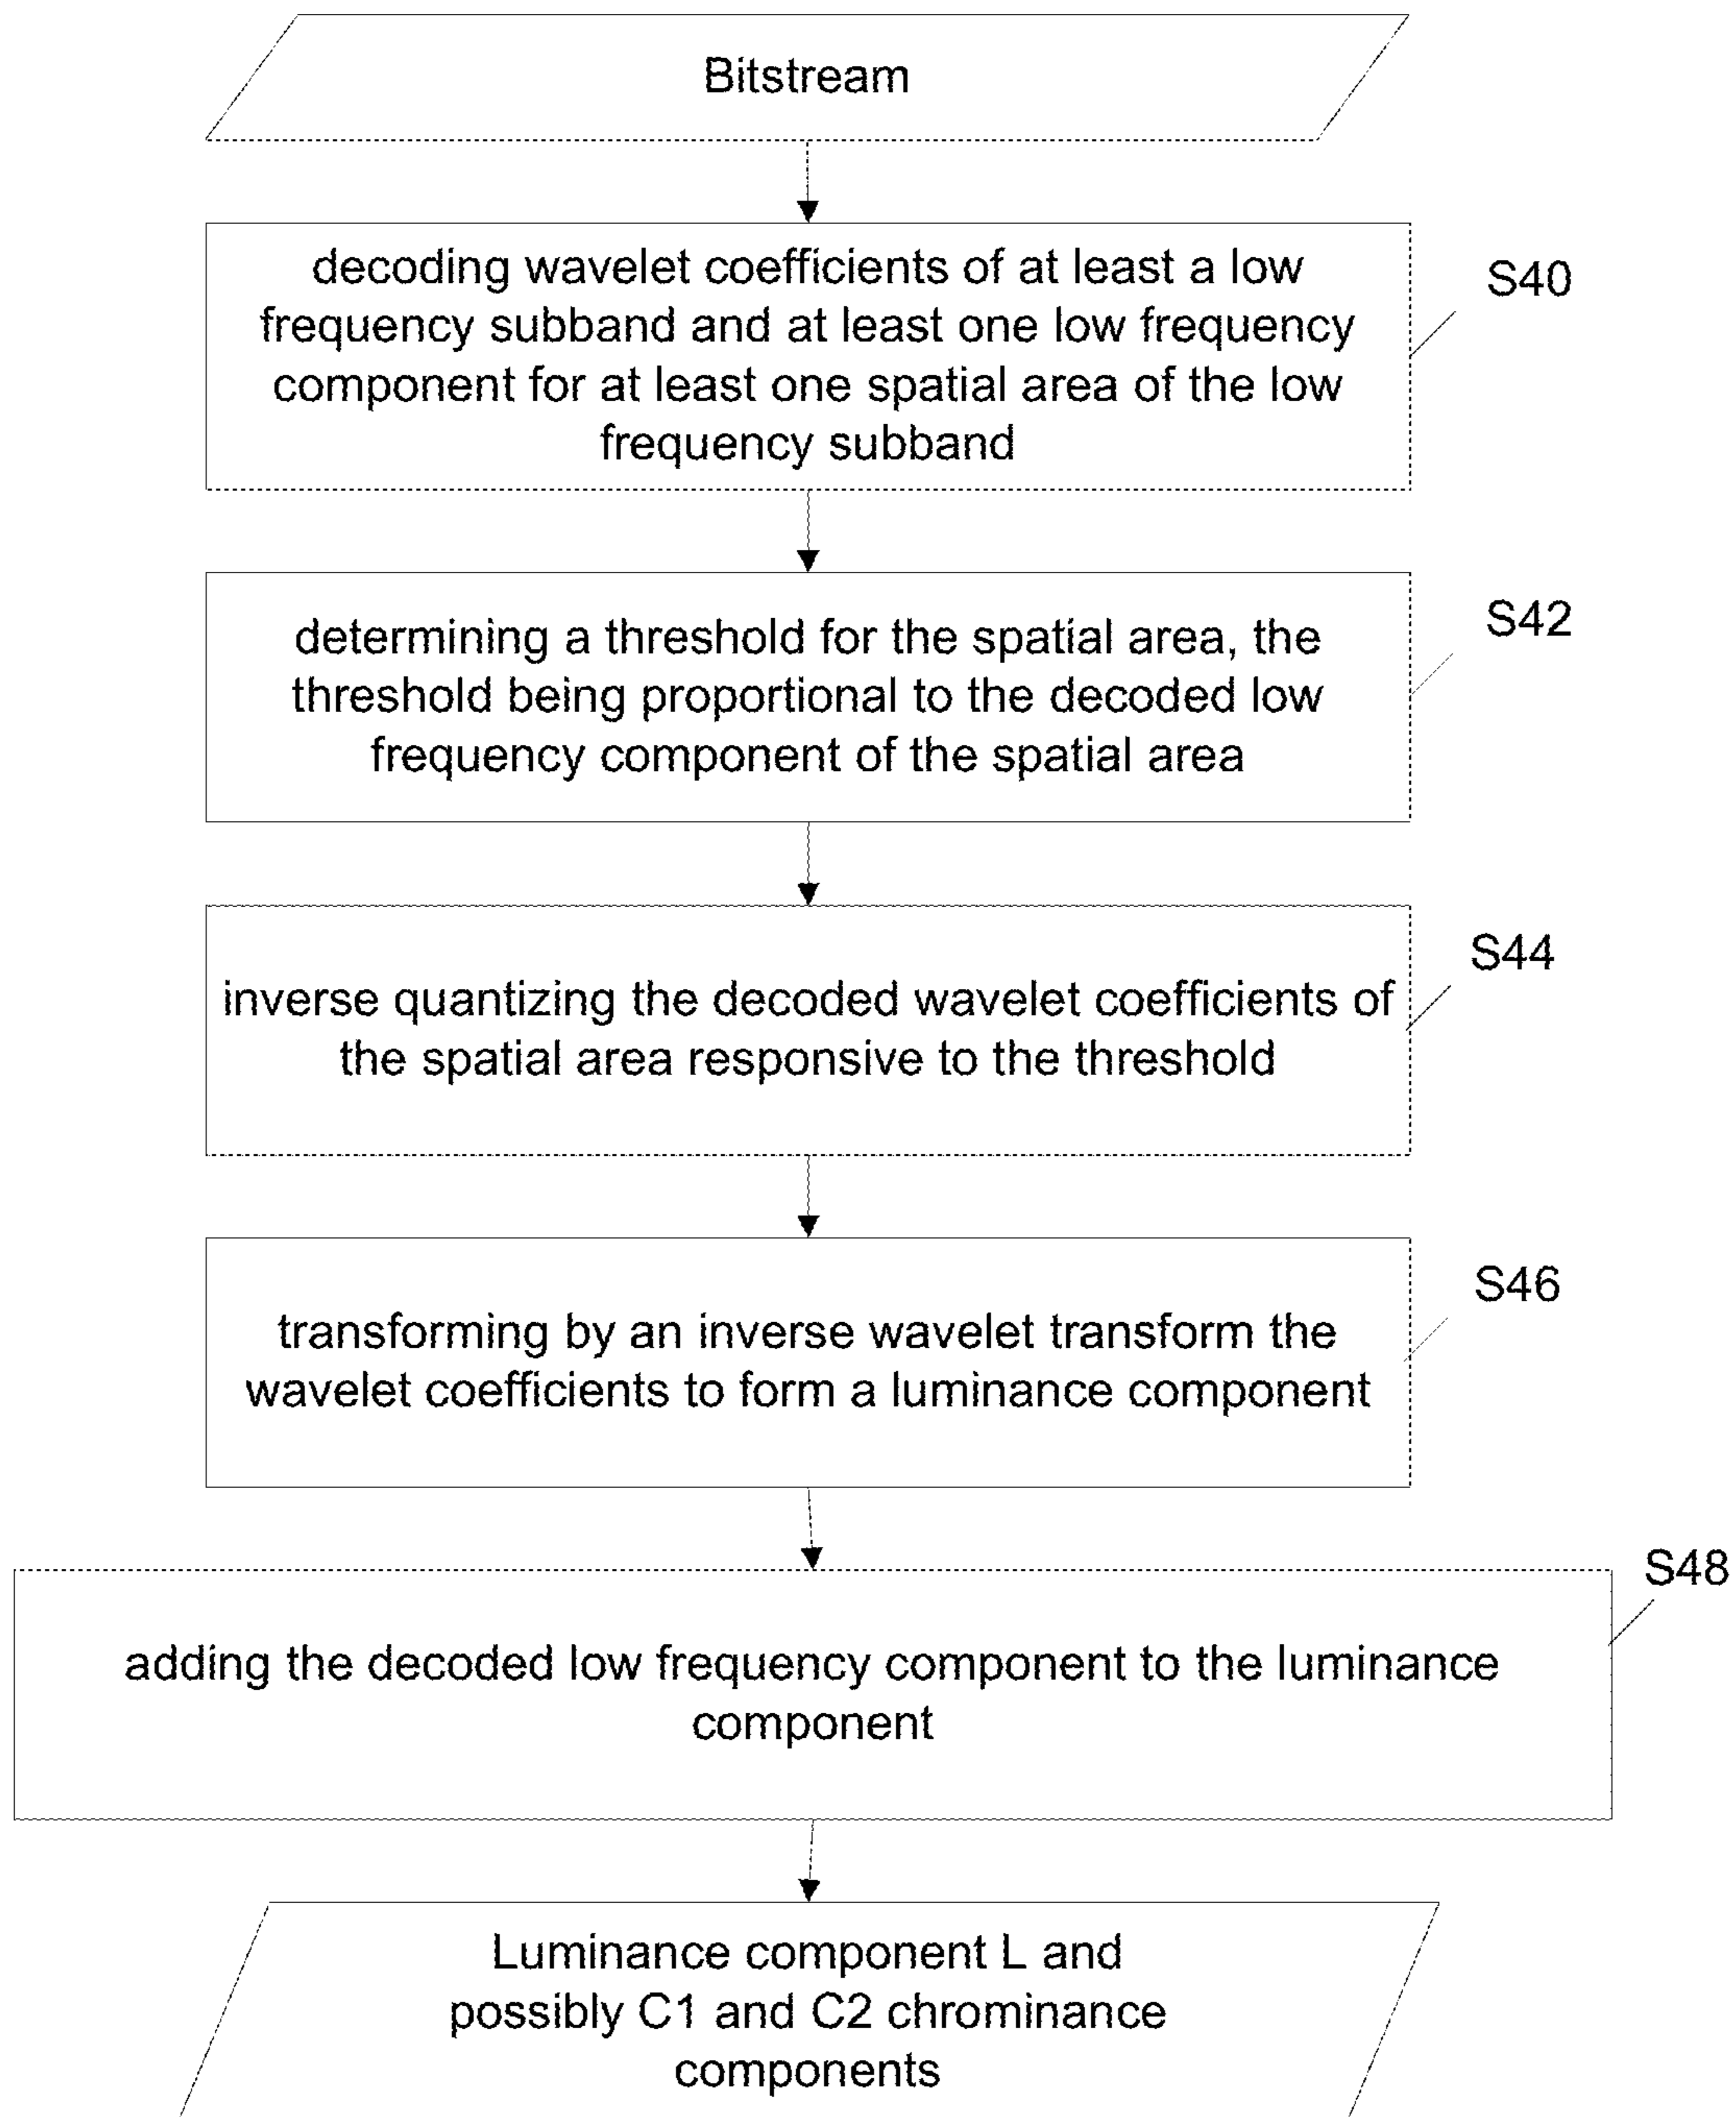 Bitstream
decoding wavelet coefficients of at least a low
frequency subband and at least one low frequency
component for at least one spatial area of the low
frequency subband
S40
determining a threshold for the spatial area, the
threshold being proportional to the decoded low
frequency component of the spatial area
S42
inverse quantizing the decoded wavelet coefficients of
the spatial area responsive to the threshold
S44
transforming by an inverse wavelet transform the
wavelet coefficients to form a luminance component
S46
adding the decoded low frequency component to the luminance
component
S48
Luminance component L and
possibly C1 and C2 chrominance
components